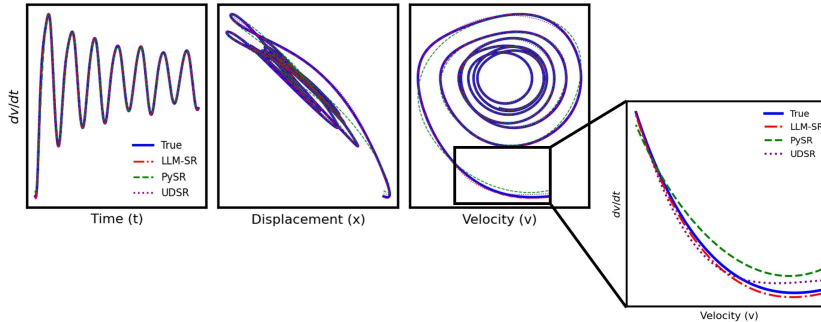 dv/dt
True
LLM-SR
PySR
UDSR
Time (t)
Displacement (x)
Velocity (v)
dv/dt
True
LLM-SR
PySR
UDSR
Velocity (v)